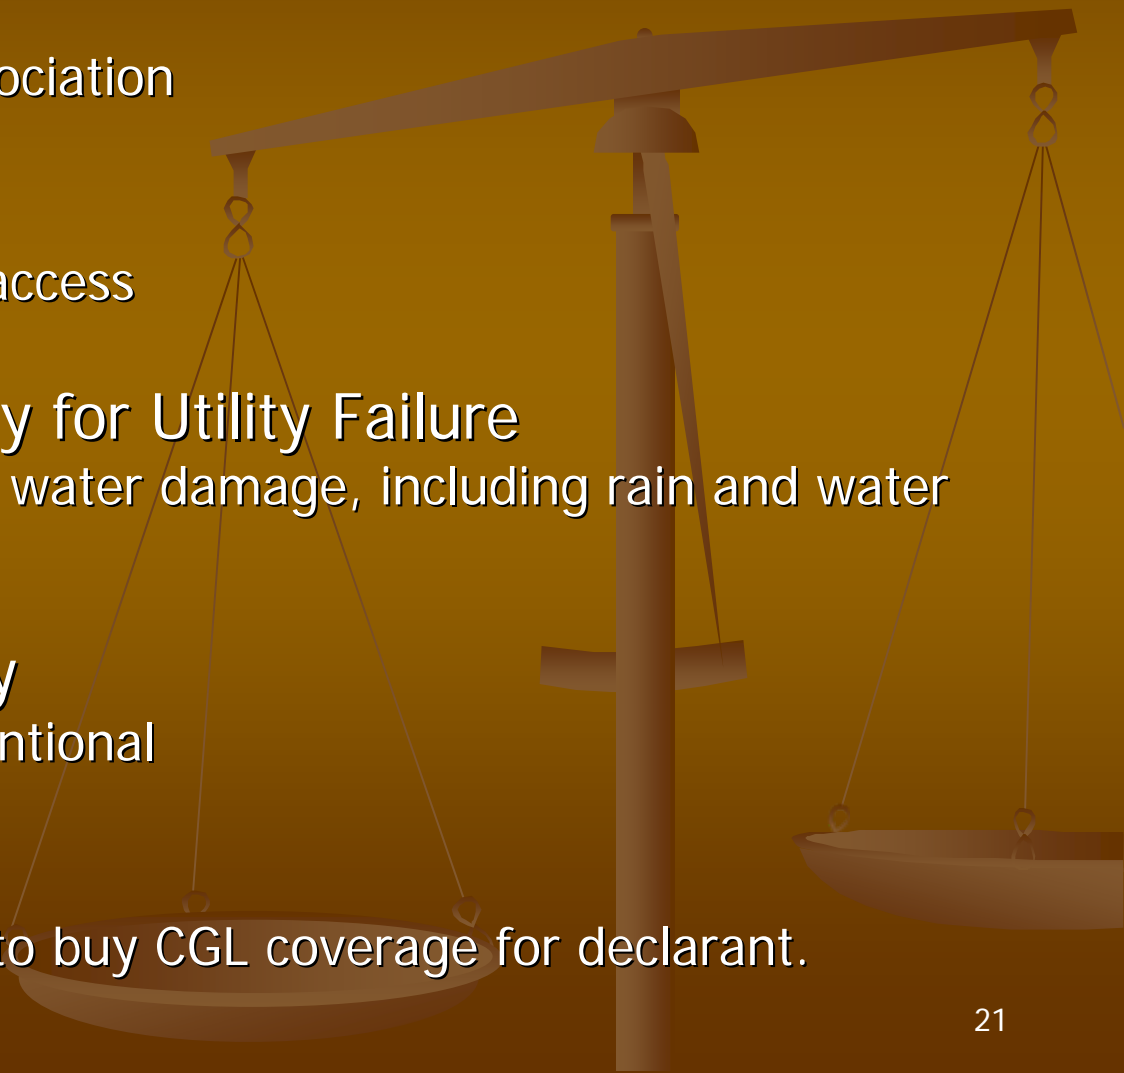 ociation
access
y for Utility Failure
water damage, including rain and water
y
ntional
to buy CGL coverage for declarant.
21